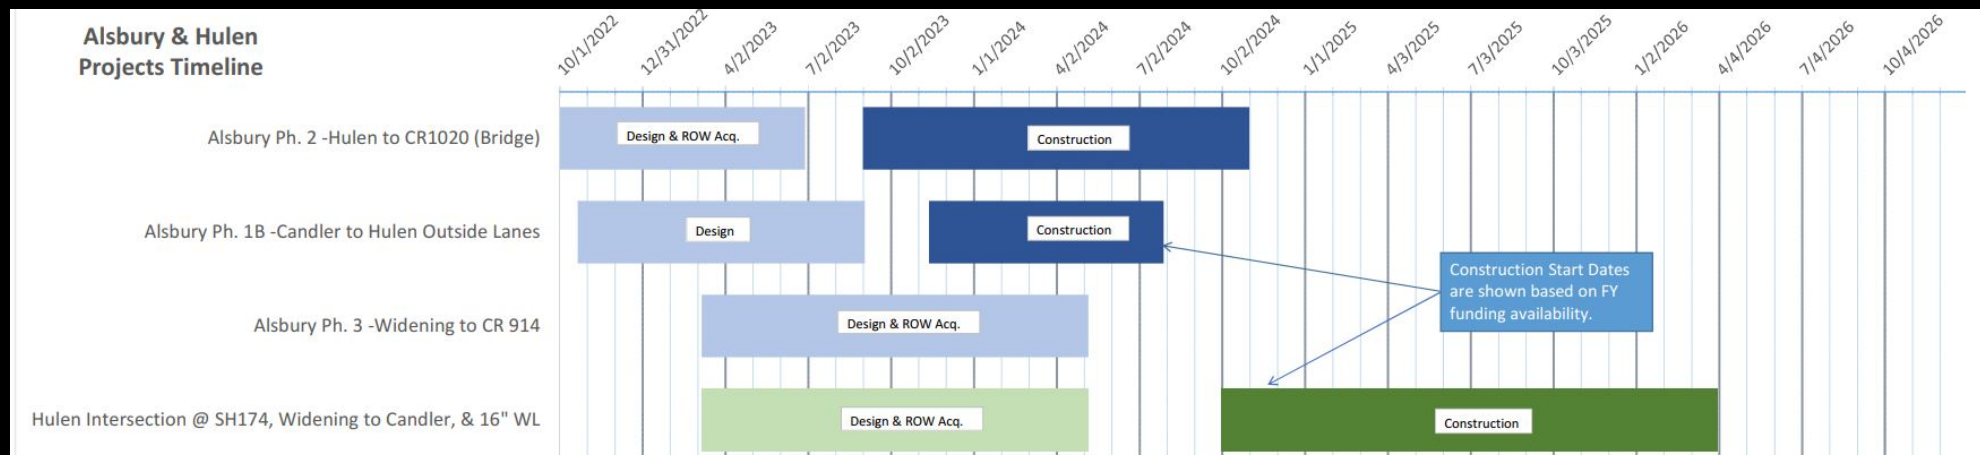 Alsbury & Hulen
Projects Timeline
10/1/2022
12/31/2022
4/2/2023
7/2/2023
10/2/2023
1/1/2024
4/2/2024
7/2/2024
10/2/2024
1/1/2025
4/3/2025
7/3/2025
10/3/2025
1/2/2026
4/4/2026
7/4/2026
10/4/2026
Alsbury Ph. 2 -Hulen to CR1020 (Bridge)
Design & ROW Acq.
Construction
Alsbury Ph. 1B -Candler to Hulen Outside Lanes
Design
Construction
Construction Start Dates
are shown based on FY
funding availability.
Alsbury Ph. 3 -Widening to CR 914
Design & ROW Acq.
Hulen Intersection @ SH174, Widening to Candler, & 16" WL
Design & ROW Acq.
Construction